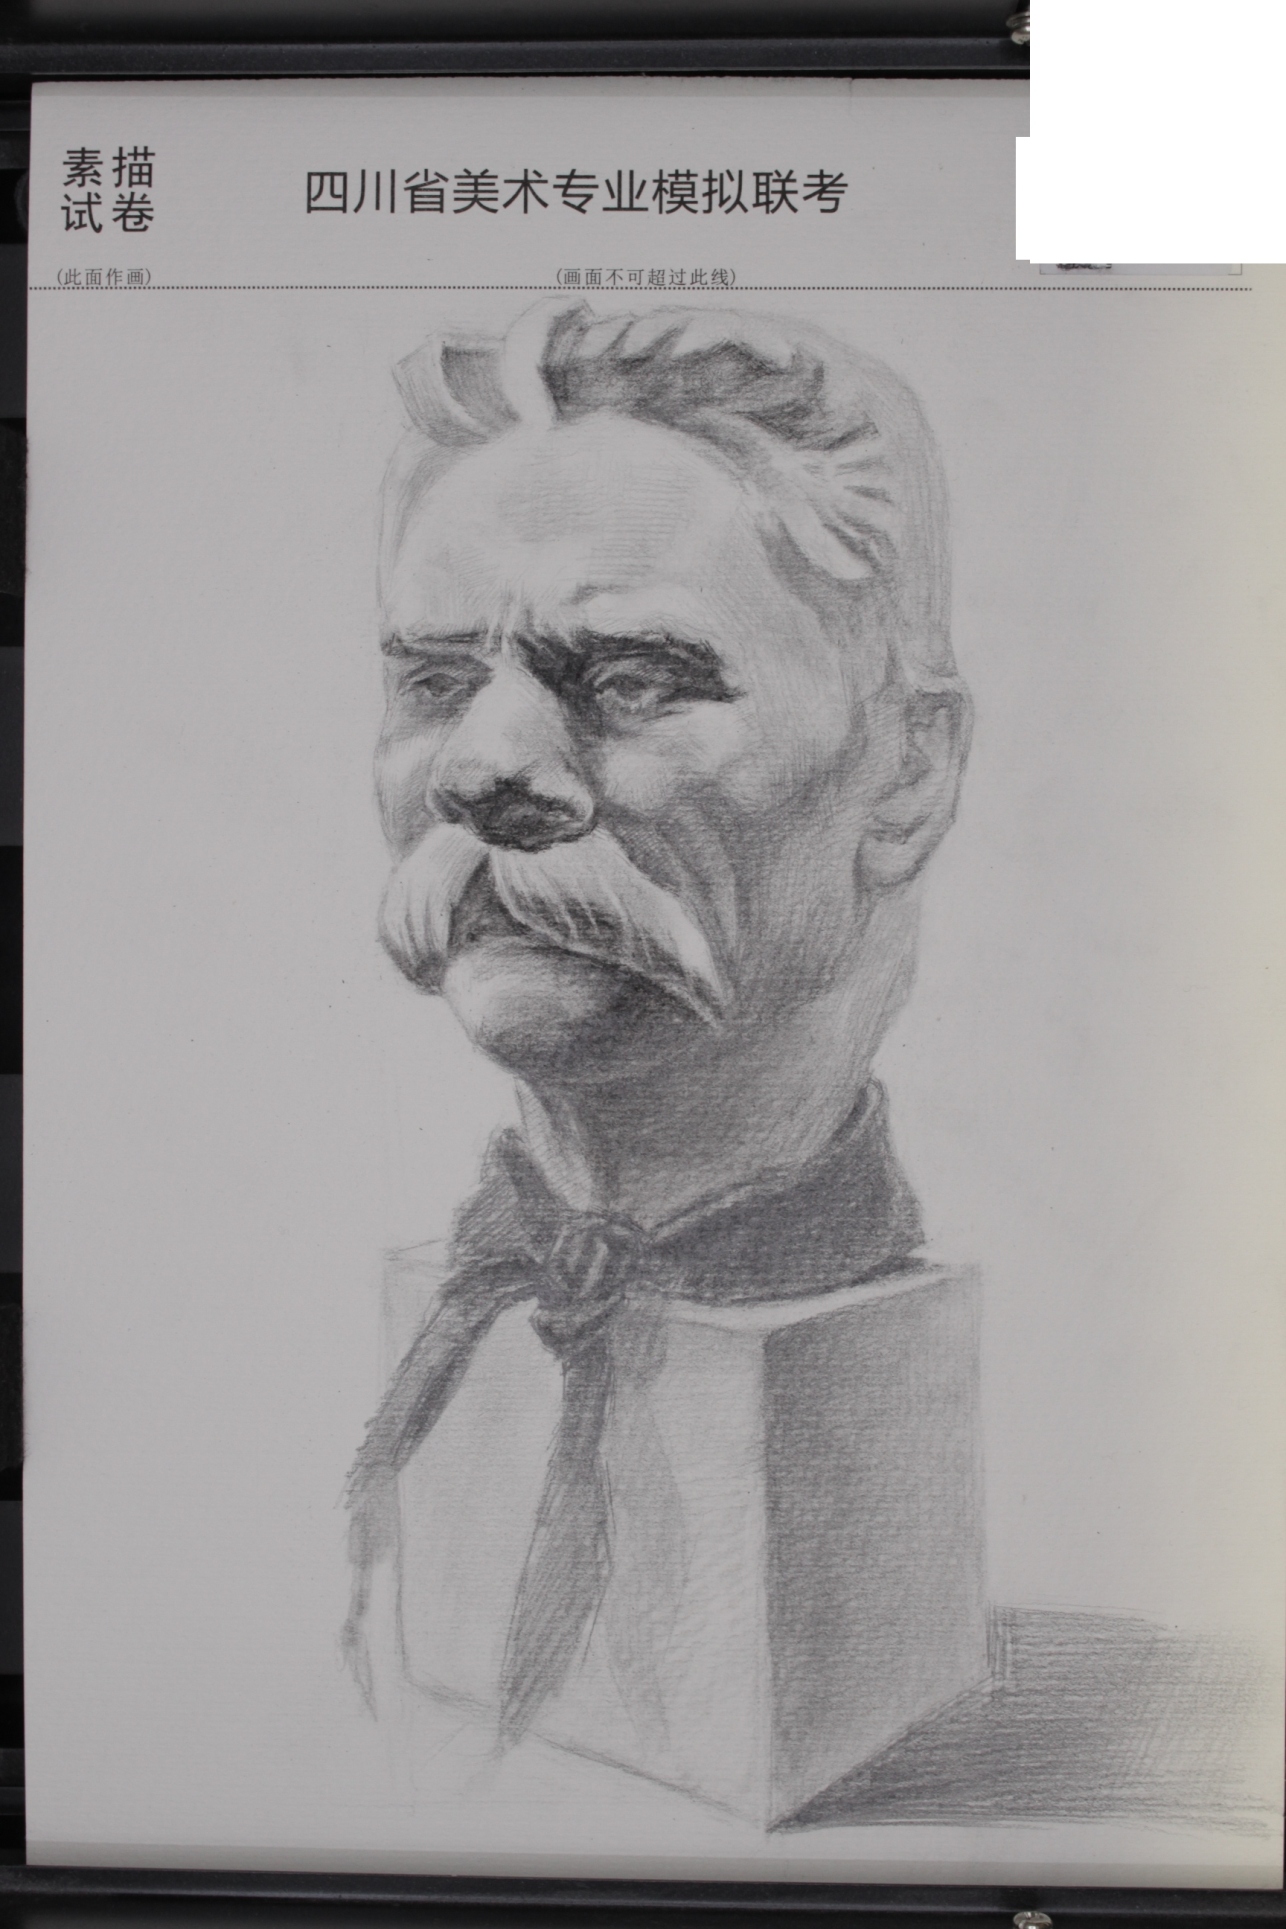 素描
试卷
四川省美术专业模拟联考
(此面作画)
(画面不可超过此线)